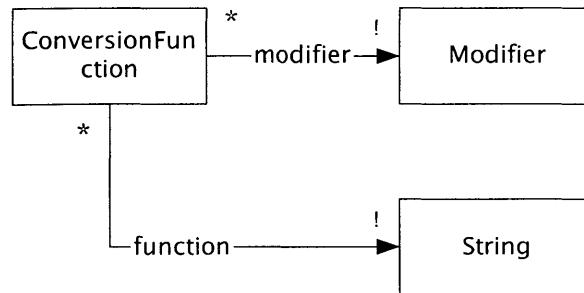 * !
ConversionFun
ction
modifier
Modifier
*
!
function
String